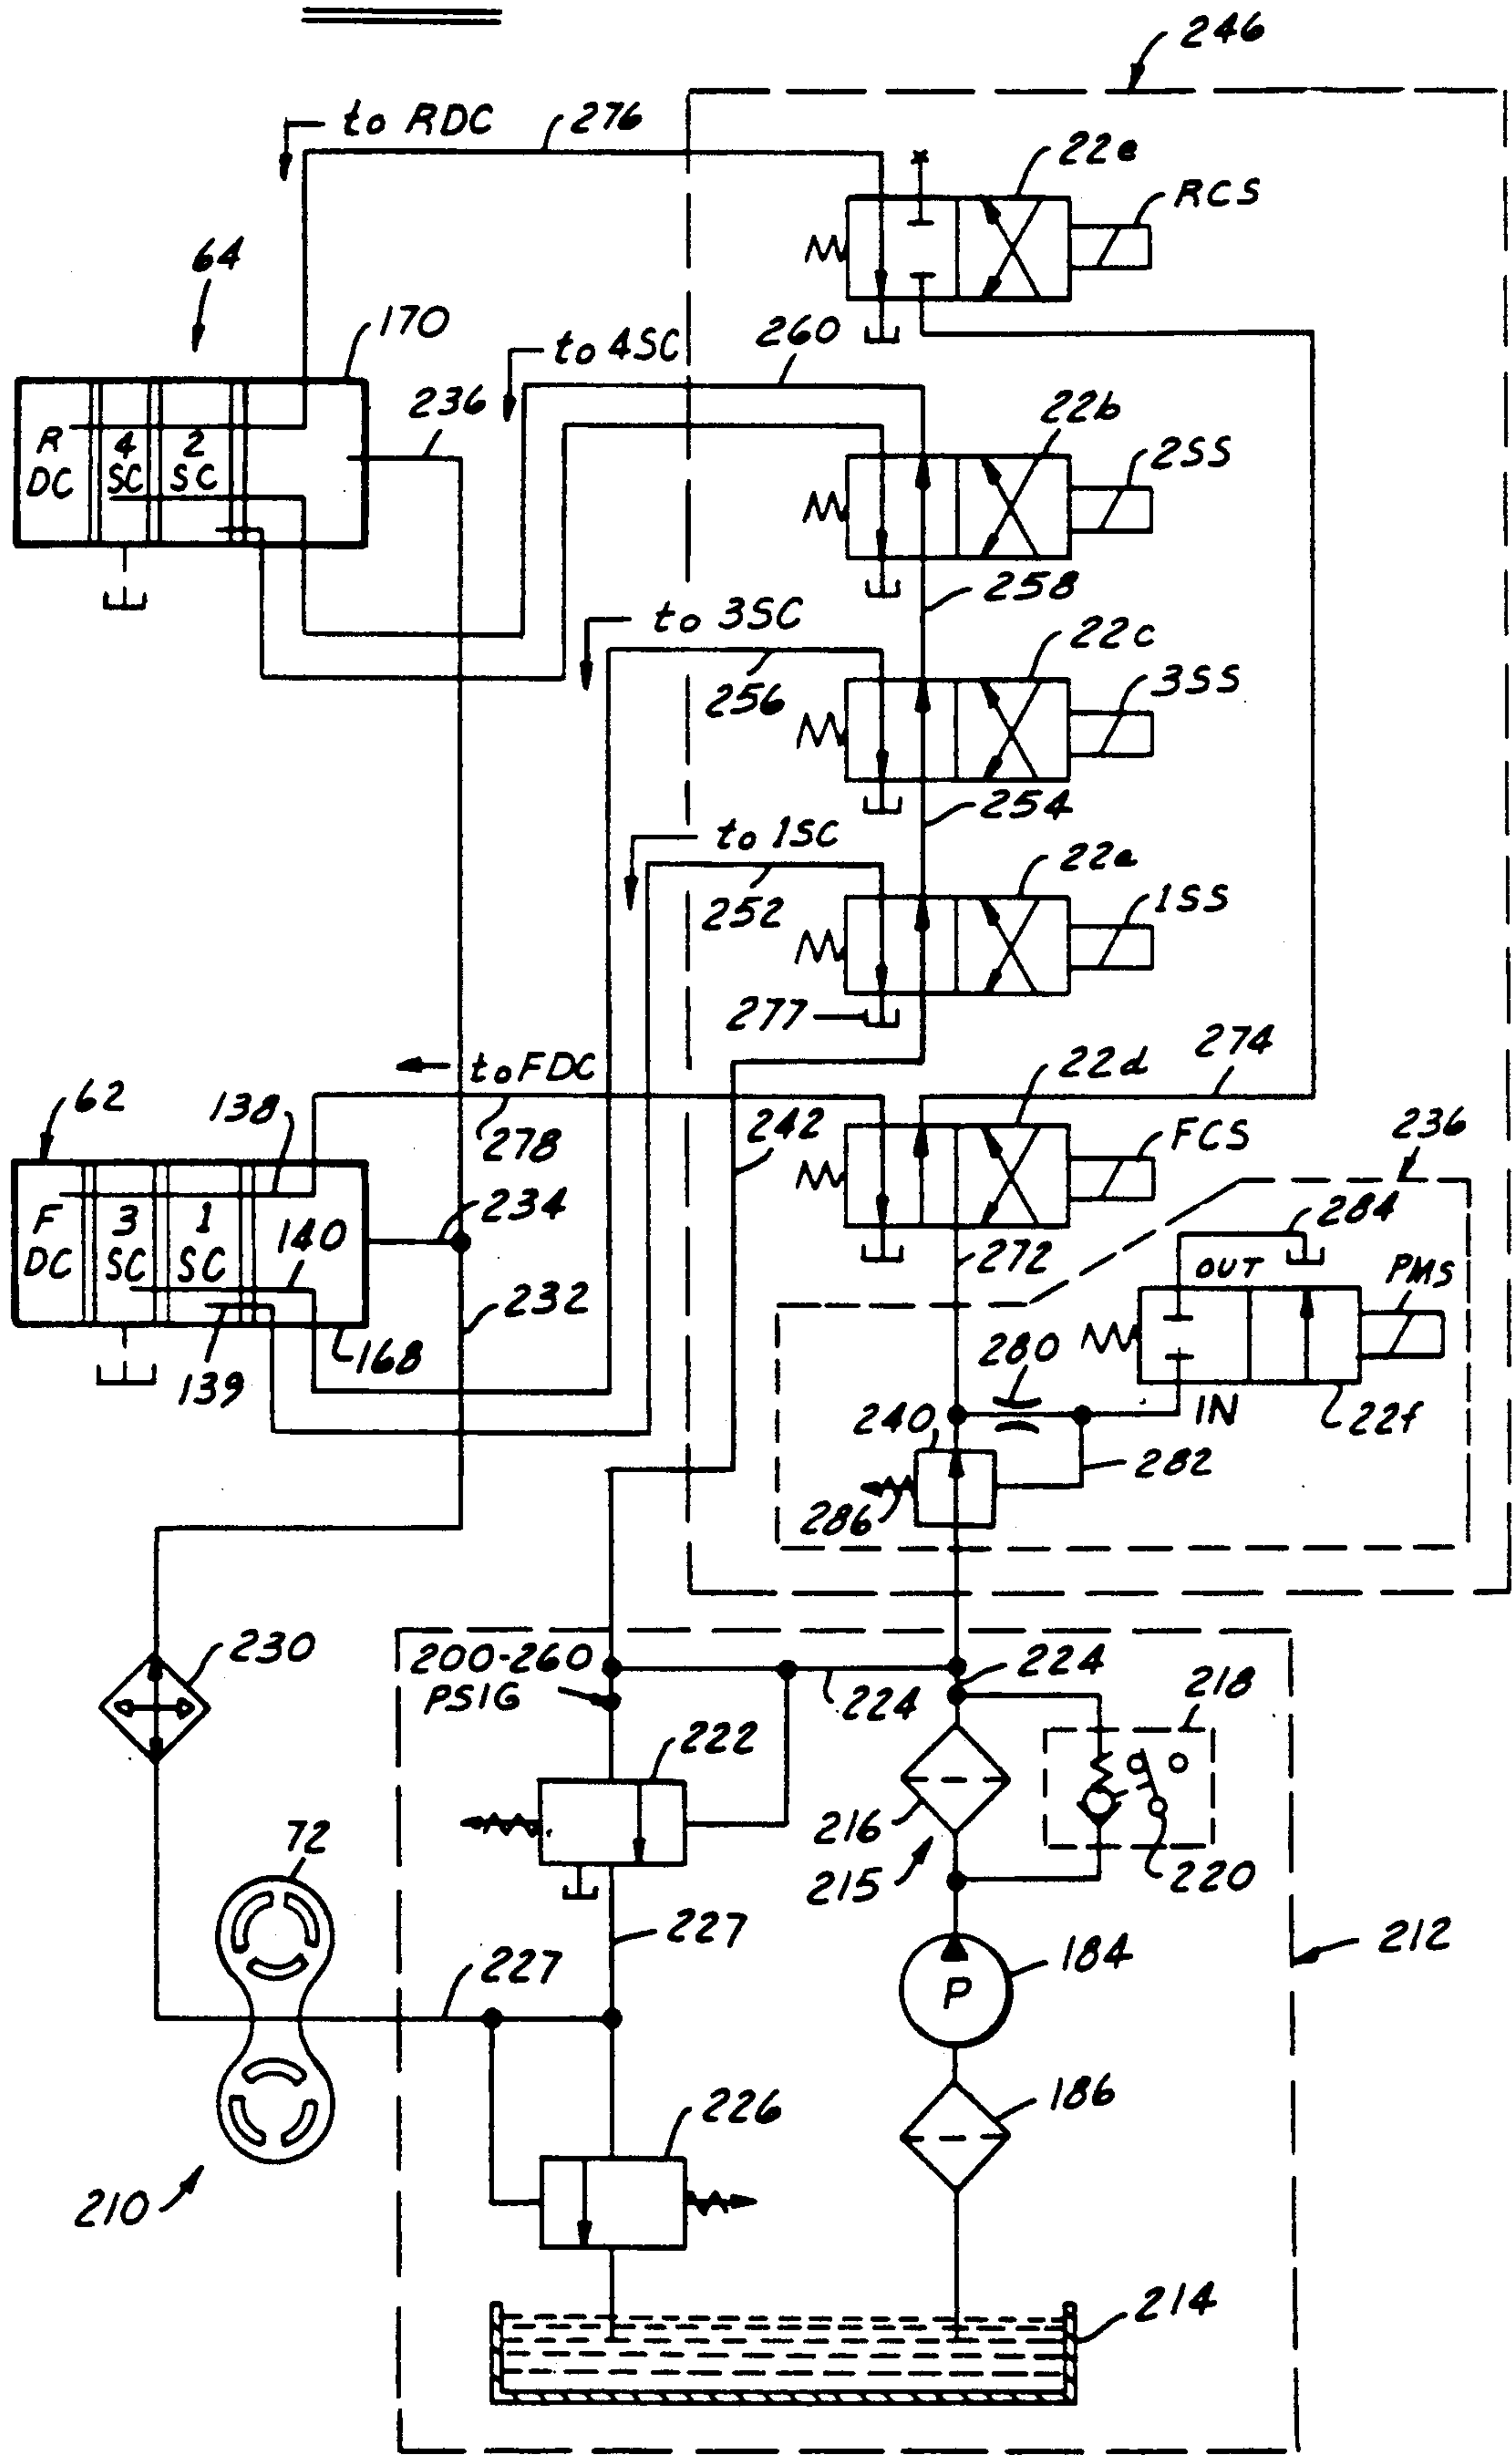 246
to RDC
276
22e
RCS
64
170
to 4SC
260
236
22b
2SS
R
DC
4
SC
2
SC
258
to 3SC
22c
3SS
256
254
to 1SC
22a
1SS
252
277
274
to FDC
22d
62
138
242
FCS
236
278
234
284
F
DC
3
SC
1
SC
140
272
OUT
PMS
232
280
139
168
240
IN
22f
282
286
230
200-260
PSIG
224
224
218
222
216
220
72
215
227
184
212
227
P
226
186
210
214